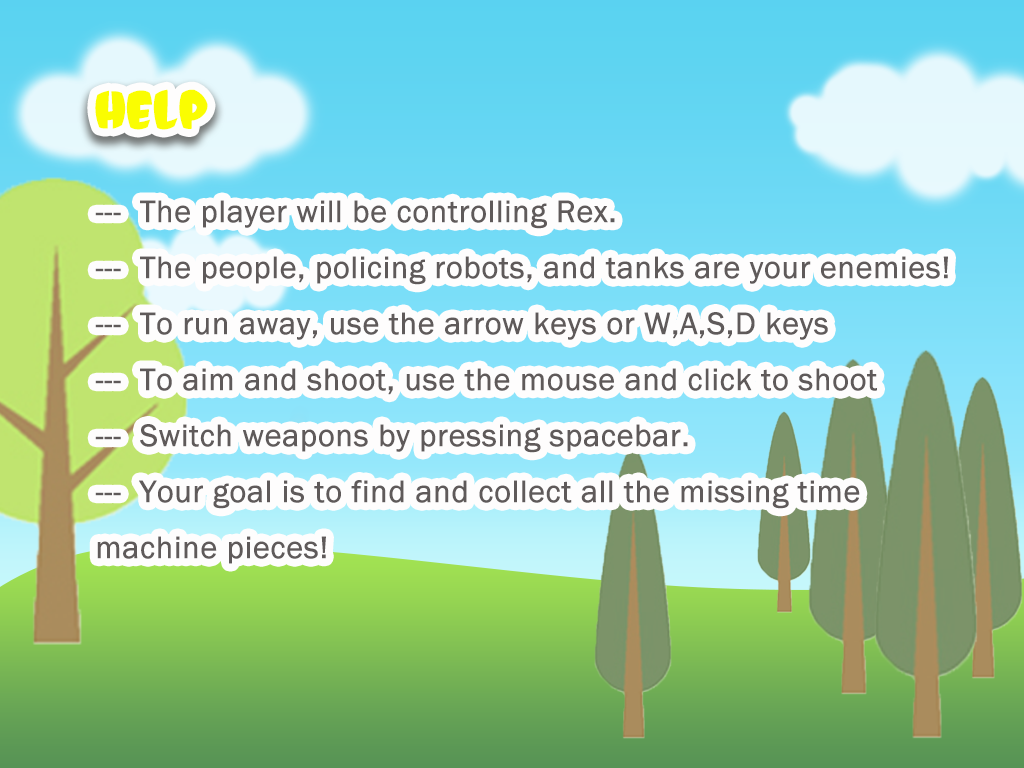 HELP
--- The player will be controlling Rex.
--- The people, policing robots, and tanks are your enemies!
--- To run away, use the arrow keys or W,A,S,D keys
--- To aim and shoot, use the mouse and click to shoot
--- Switch weapons by pressing spacebar.
--- Your goal is to find and collect all the missing time
machine pieces!